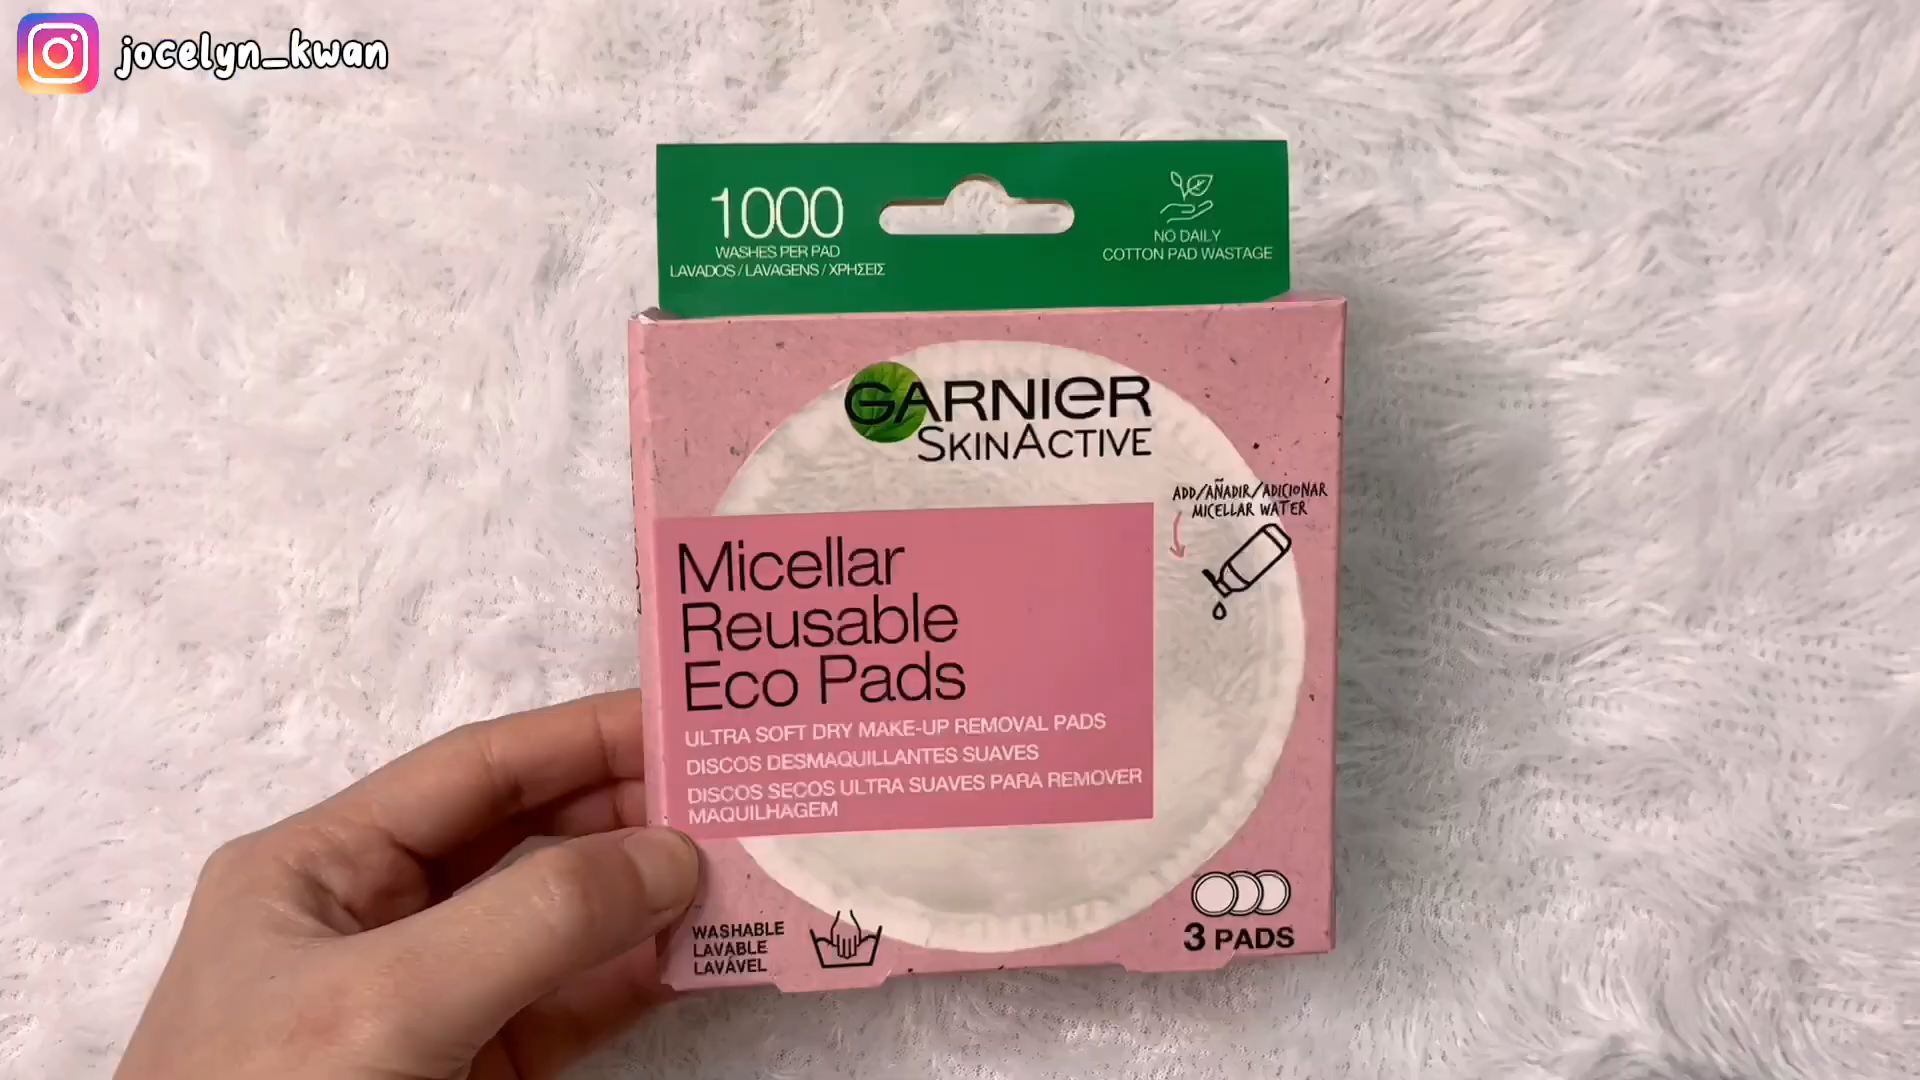 jocelyn_kwan
1000
WASHES PER PAD
LAVADOS / LAVAGENS / ΧΡΗΣΕΙΣ
NO DAILY
COTTON PAD WASTAGE
GARNIER
SKINACTIVE
ADD/AÑADIR/ADICIONAR
MICELLAR WATER
Micellar
Reusable
Eco Pads
ULTRA SOFT DRY MAKE-UP REMOVAL PADS
DISCOS DESMAQUILLANTES SUAVES
DISCOS SECOS ULTRA SUAVES PARA REMOVER
MAQUILHAGEM
WASHABLE
LAVABLE
LAVÁVEL
3 PADS